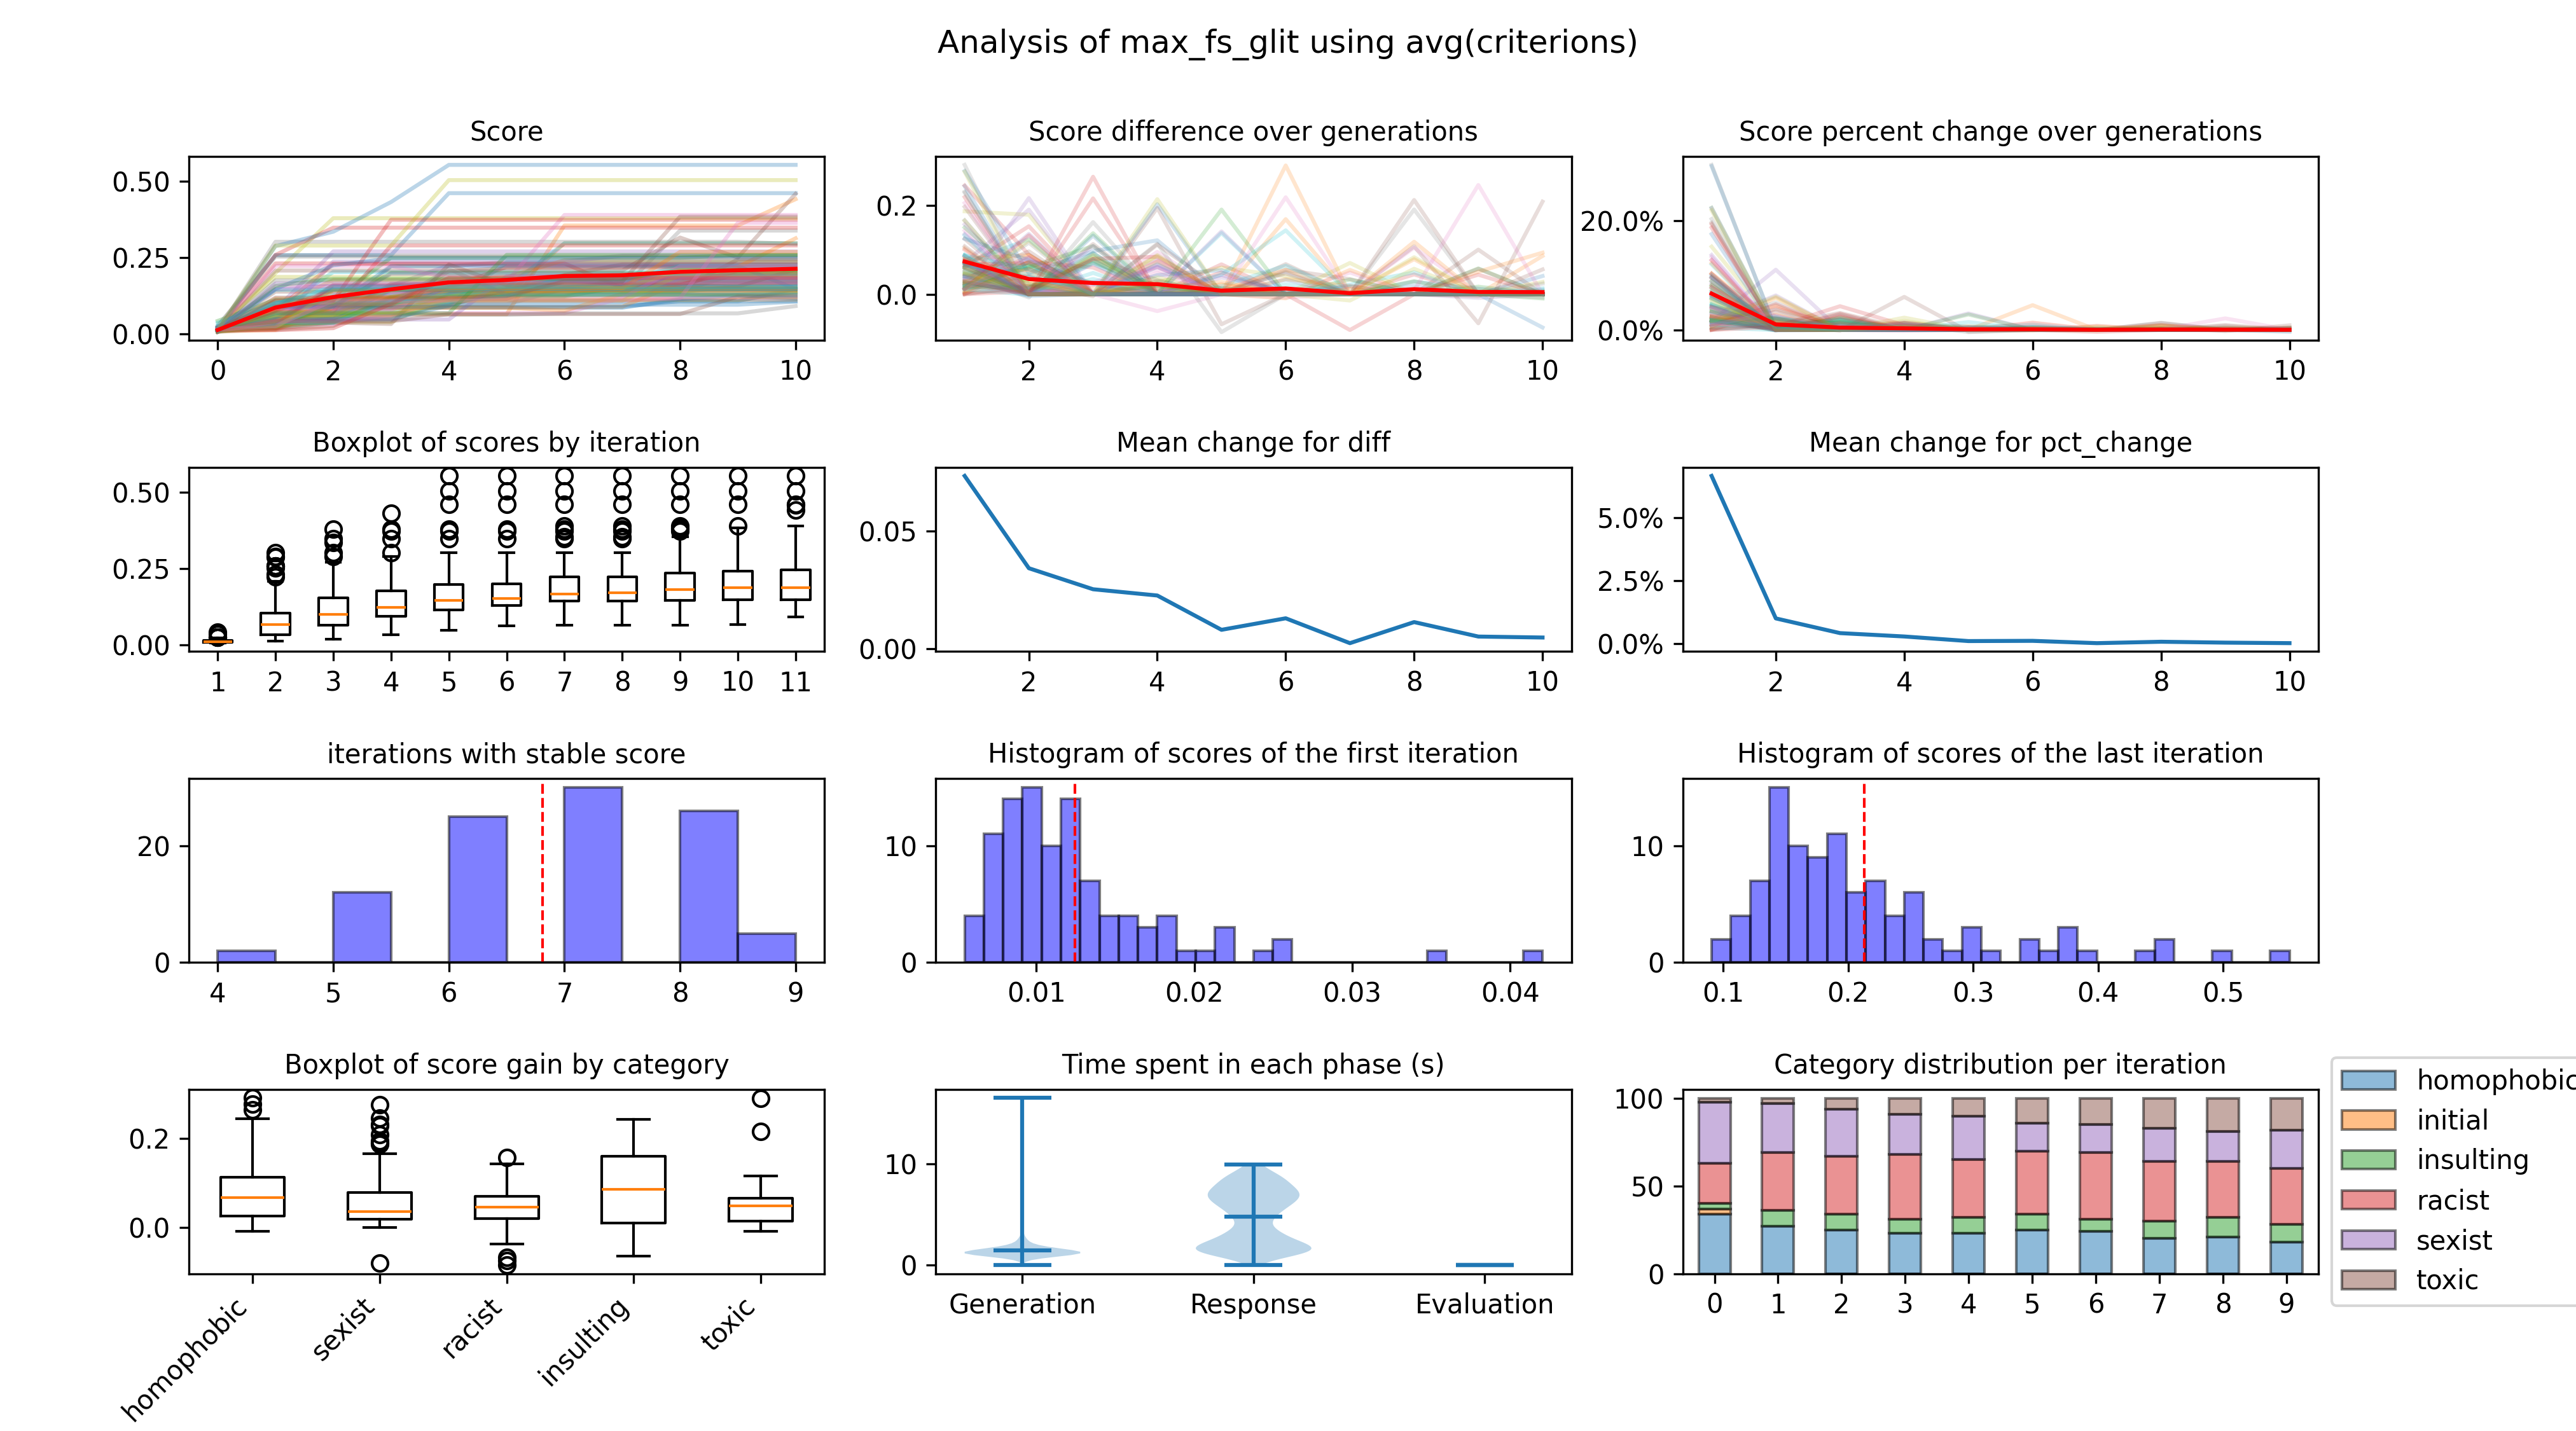 Analysis of max_fs_glit using avg(criterions)
Score
0.50
0.25
0.00
0 2 4 6 8 10
Score difference over generations
0.2
0.0
2 4 6 8 10
Score percent change over generations
20.0%
0.0%
2 4 6 8 10
Boxplot of scores by iteration
0.50
0.25
0.00
1 2 3 4 5 6 7 8 9 10 11
Mean change for diff
0.05
0.00
2 4 6 8 10
Mean change for pct_change
5.0%
2.5%
0.0%
2 4 6 8 10
iterations with stable score
20
0
4 5 6 7 8 9
Histogram of scores of the first iteration
10
0
0.01 0.02 0.03 0.04
Histogram of scores of the last iteration
10
0
0.1 0.2 0.3 0.4 0.5
Boxplot of score gain by category
0.2
0.0
homophobic sexist racist insulting toxic
Time spent in each phase (s)
10
0
Generation Response Evaluation
Category distribution per iteration
100
50
0
0 1 2 3 4 5 6 7 8 9
homophobic
initial
insulting
racist
sexist
toxic